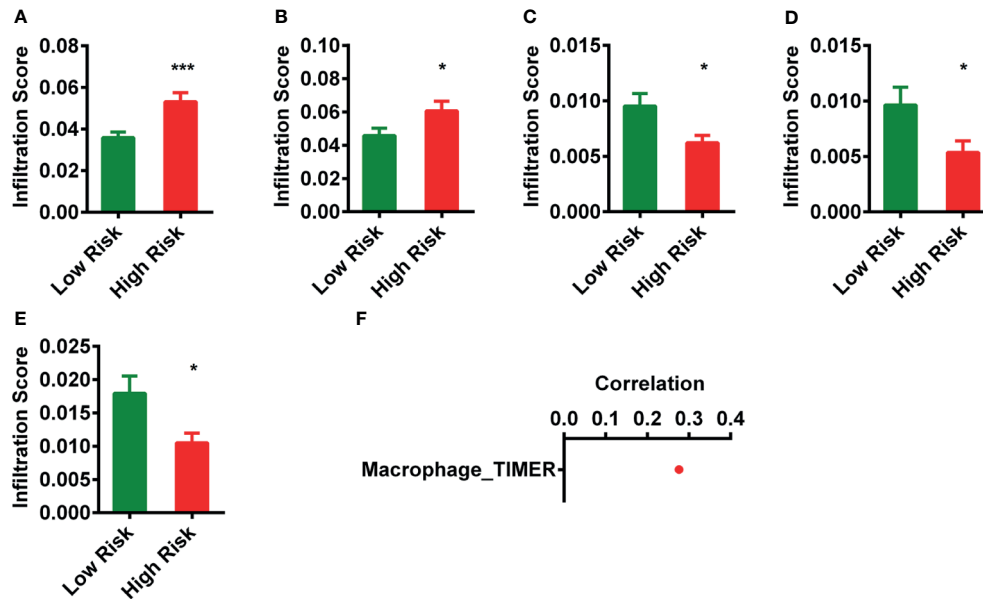 A
Infiltration Score
0.08
0.06
0.04
0.02
0.00
***
Low Risk
High Risk
B
Infiltration Score
0.10
0.08
0.06
0.04
0.02
0.00
*
Low Risk
High Risk
C
Infiltration Score
0.015
0.010
0.005
0.000
*
Low Risk
High Risk
D
Infiltration Score
0.015
0.010
0.005
0.000
*
Low Risk
High Risk
E
Infiltration Score
0.025
0.020
0.015
0.010
0.005
0.000
*
Low Risk
High Risk
F
Correlation
0.0 0.1 0.2 0.3 0.4
Macrophage_TIMER